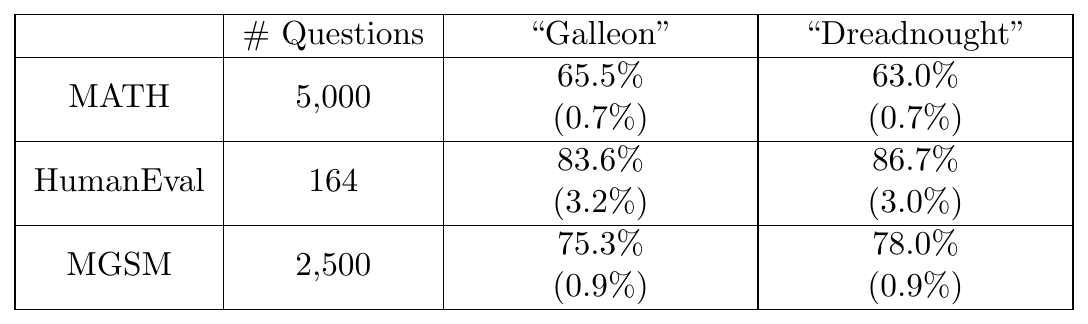 # Questions “Galleon” “Dreadnought”
MATH 5,000 65.5% 63.0%
(0.7%) (0.7%)
HumanEval 164 83.6% 86.7%
(3.2%) (3.0%)
MGSM 2,500 75.3% 78.0%
(0.9%) (0.9%)